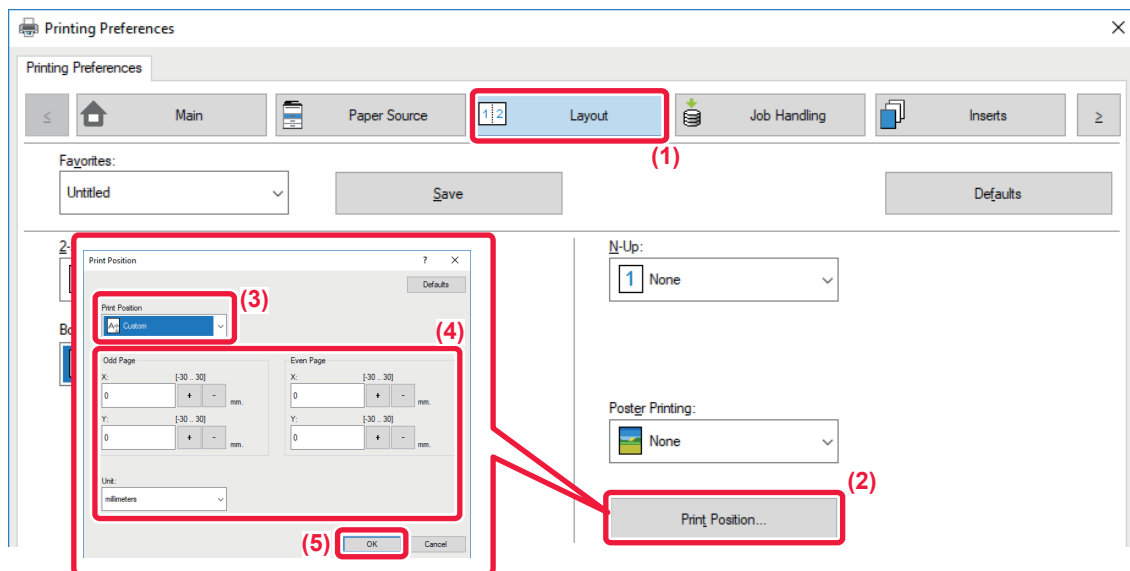 Printing Preferences
Printing Preferences
<
Main
Paper Source
1 2
Layout
Job Handling
Inserts
>
(1)
Favorites:
Untitled
Save
Defaults
2-
Bo
Print Position
?
Defaults
Print Position
Custom
(3)
(4)
Odd Page
Even Page
X: [-30 .. 30]
X: [-30 .. 30]
0 + - mm.
0 + - mm.
Y: [-30 .. 30]
Y: [-30 .. 30]
0 + - mm.
0 + - mm.
Unit:
millimeters
(5)
OK
Cancel
N-Up:
1 None
Poster Printing:
None
(2)
Print Position...